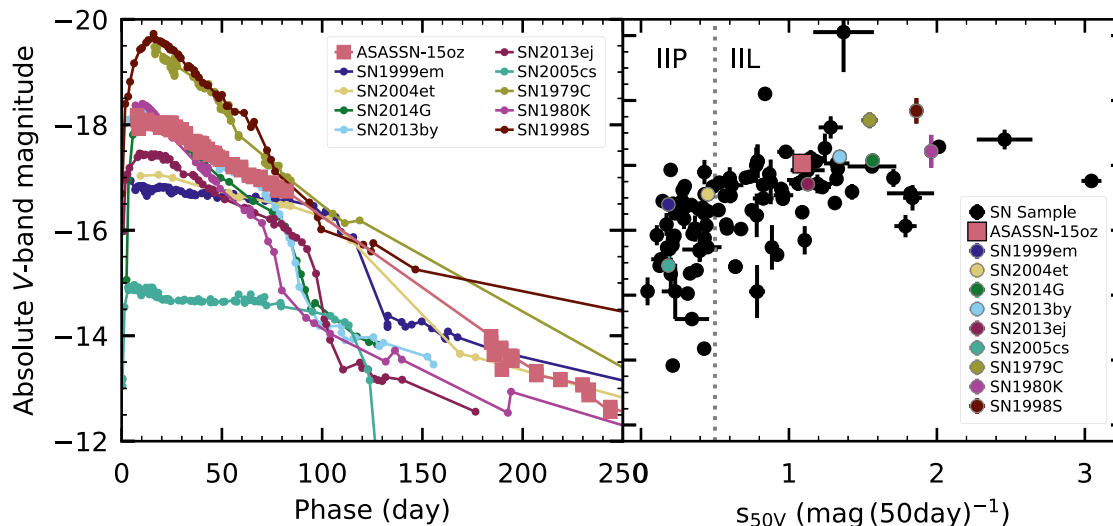 Absolute V-band magnitude
−20
−18
−16
−14
−12
ASASSN-15oz
SN1999em
SN2004et
SN2014G
SN2013by
SN2013ej
SN2005cs
SN1979C
SN1980K
SN1998S
0 50 100 150 200 250
Phase (day)
IIP IIL
SN Sample
ASASSN-15oz
SN1999em
SN2004et
SN2014G
SN2013by
SN2013ej
SN2005cs
SN1979C
SN1980K
SN1998S
0 1 2 3
s50V (mag (50day)−1)